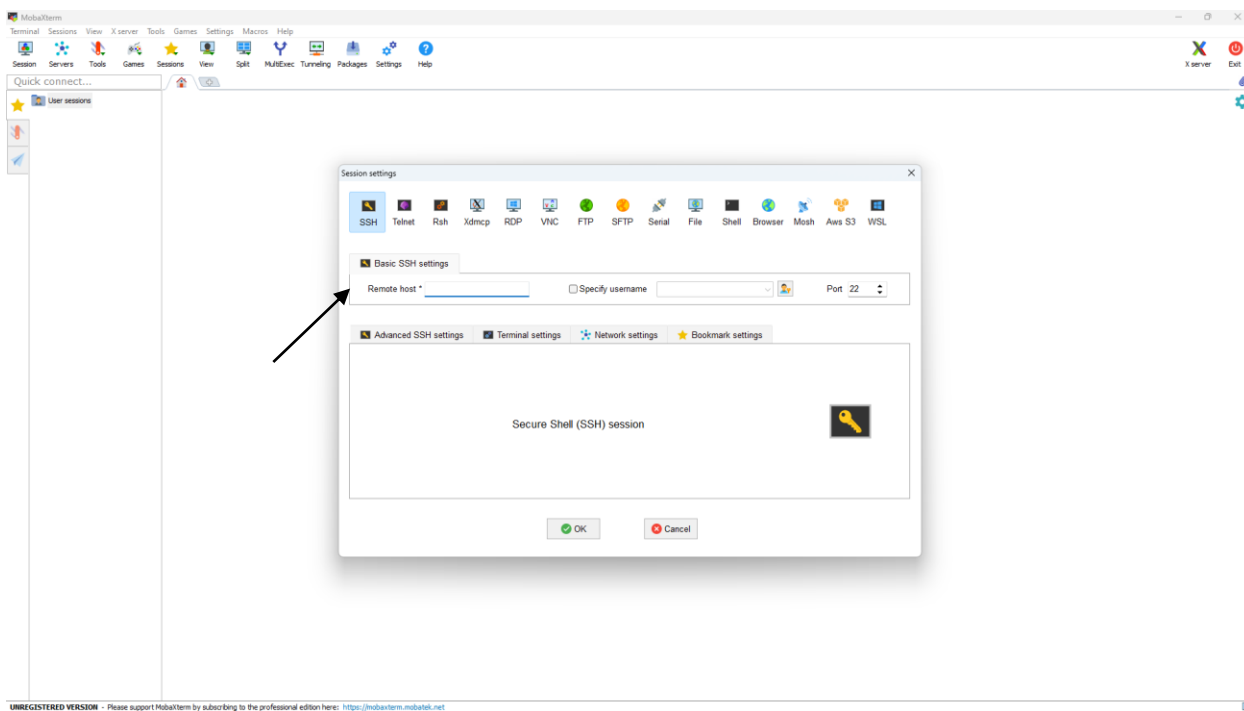 MobaXterm
Terminal Sessions View X server Tools Games Settings Macros Help
Session Servers Tools Games Sessions View Split MultiExec Tunneling Packages Settings Help X server Exit
Quick connect...
User sessions
Session settings
SSH Telnet Rsh Xdmcp RDP VNC FTP SFTP Serial File Shell Browser Mosh Aws S3 WSL
Basic SSH settings
Remote host * Specify username Port 22
Advanced SSH settings Terminal settings Network settings Bookmark settings
Secure Shell (SSH) session
OK Cancel
UNREGISTERED VERSION - Please support MobaXterm by subscribing to the professional edition here: https://mobaxterm.mobatek.net